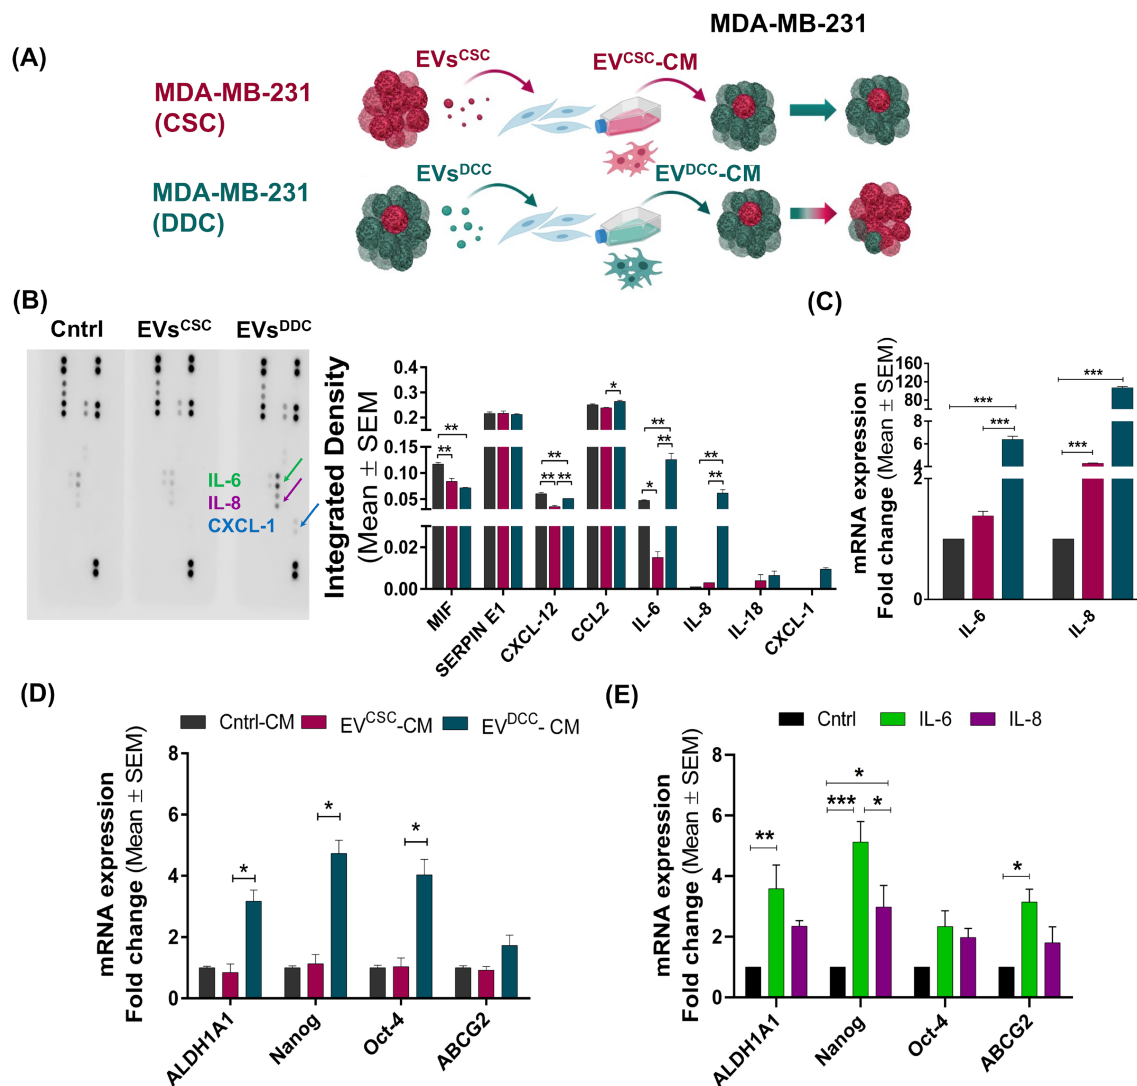 MDA-MB-231
(A)
EVsCSC
EVCSC-CM
MDA-MB-231
(CSC)
EVsDCC
EVDCC-CM
MDA-MB-231
(DDC)
(B)
(C)
Cntrl
EVsCSC
EVsDDC
IL-6
IL-8
CXCL-1
Integrated Density
(Mean ± SEM)
0.4
0.3
0.2
0.15
0.10
0.05
0.02
0.00
**
**
**
**
**
*
**
**
*
**
**
MIF
SERPIN E1
CXCL-12
CCL2
IL-6
IL-8
IL-18
CXCL-1
mRNA expression
Fold change (Mean ± SEM)
160
140
120
100
80
8
6
4
2
0
***
***
***
***
IL-6
IL-8
(D)
Cntrl-CM
EVCSC-CM
EVDCC- CM
mRNA expression
Fold change (Mean ± SEM)
8
6
4
2
0
*
*
*
ALDH1A1
Nanog
Oct-4
ABCG2
(E)
Cntrl
IL-6
IL-8
mRNA expression
Fold change (Mean ± SEM)
8
6
4
2
0
**
*
***
*
*
ALDH1A1
Nanog
Oct-4
ABCG2